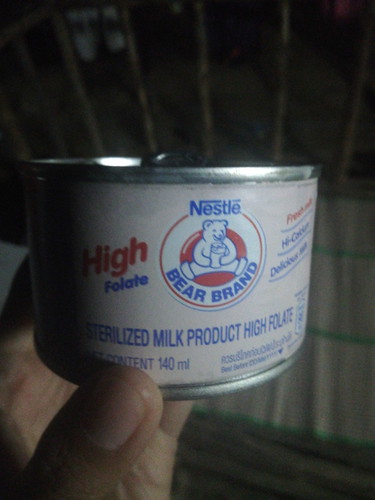 Nestlé
BEAR BRAND
High
Folate
Fresh milk
Hi-Calcium
Delicious Milk
STERILIZED MILK PRODUCT HIGH FOLATE
NET CONTENT 140 ml